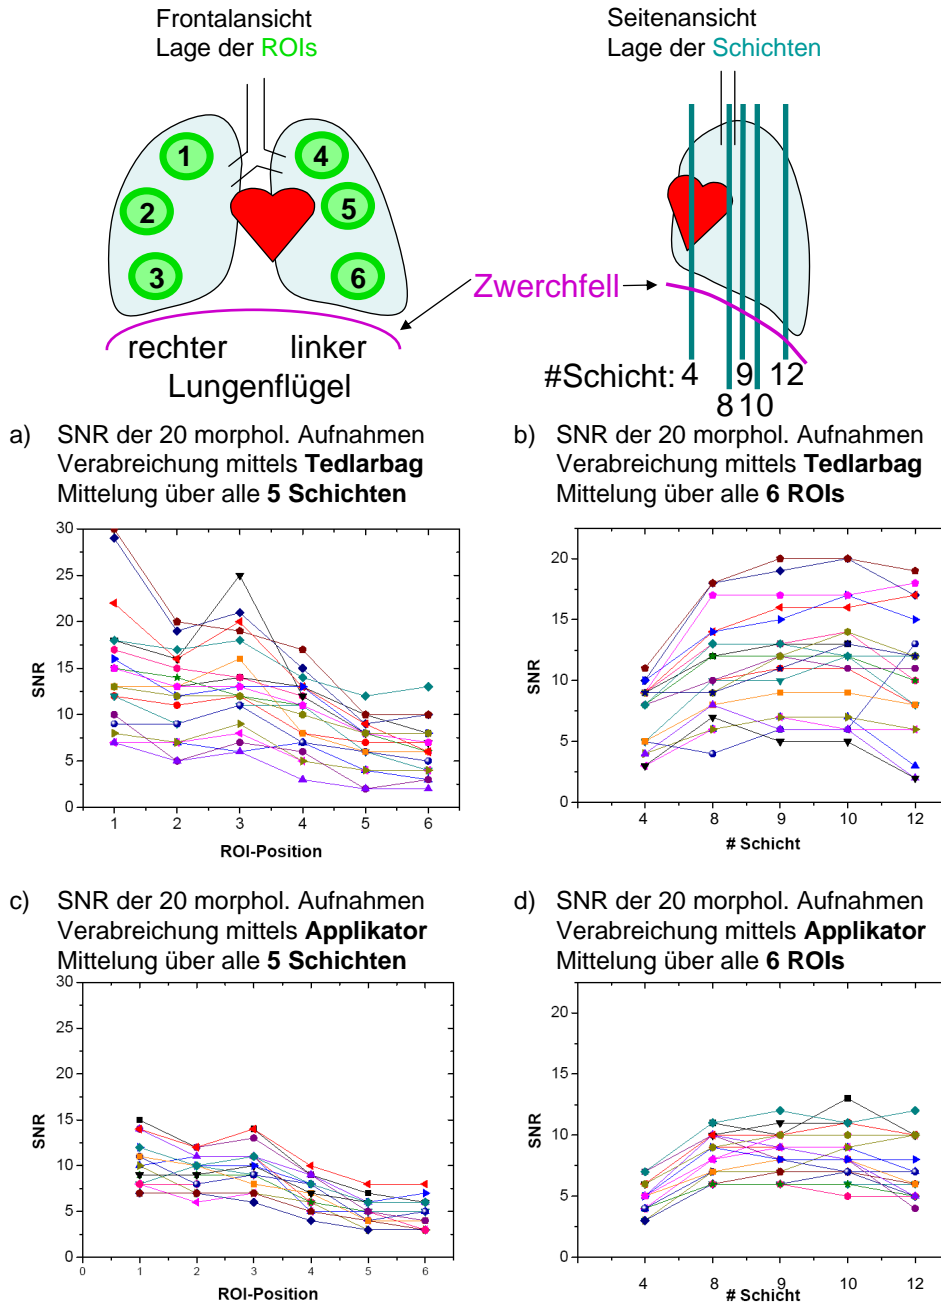 Frontalansicht
Lage der ROIs
Seitenansicht
Lage der Schichten
1
2
3
4
5
6
Zwerchfell
rechter linker
Lungenflügel
#Schicht: 4 9 12
8 10
a) SNR der 20 morphol. Aufnahmen
Verabreichung mittels Tedlarbag
Mittelung über alle 5 Schichten
b) SNR der 20 morphol. Aufnahmen
Verabreichung mittels Tedlarbag
Mittelung über alle 6 ROIs
30
25
20
15
10
5
0
SNR
1 2 3 4 5 6
ROI-Position
20
15
10
5
0
SNR
4 8 9 10 12
# Schicht
c) SNR der 20 morphol. Aufnahmen
Verabreichung mittels Applikator
Mittelung über alle 5 Schichten
d) SNR der 20 morphol. Aufnahmen
Verabreichung mittels Applikator
Mittelung über alle 6 ROIs
30
25
20
15
10
5
0
SNR
0 1 2 3 4 5 6
ROI-Position
20
15
10
5
0
SNR
4 8 9 10 12
# Schicht